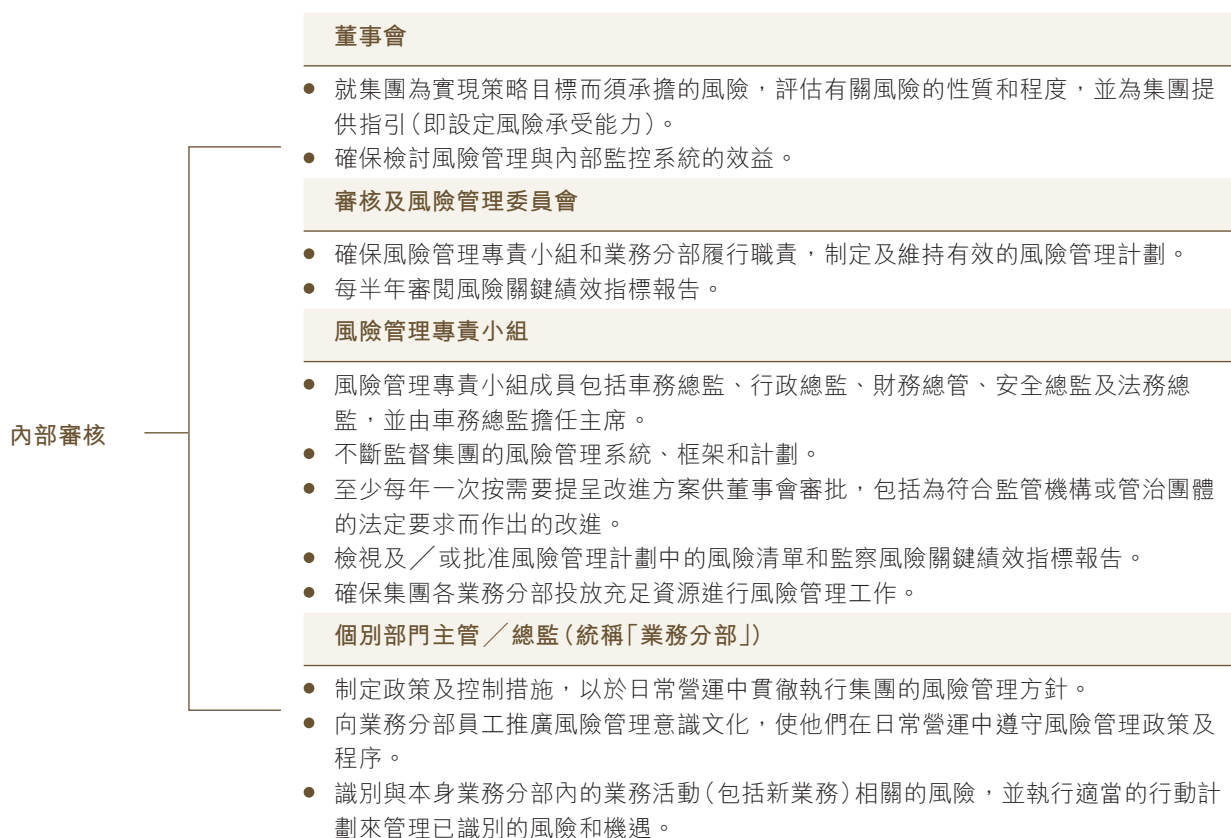 董事會
● 就集團為實現策略目標而須承擔的風險，評估有關風險的性質和程度，並為集團提
供指引(即設定風險承受能力)。
● 確保檢討風險管理與內部監控系統的效益。
審核及風險管理委員會
● 確保風險管理專責小組和業務分部履行職責，制定及維持有效的風險管理計劃。
● 每半年審閱風險關鍵績效指標報告。
風險管理專責小組
● 風險管理專責小組成員包括車務總監、行政總監、財務總管、安全總監及法務總
監，並由車務總監擔任主席。
內部審核
● 不斷監督集團的風險管理系統、框架和計劃。
● 至少每年一次按需要提呈改進方案供董事會審批，包括為符合監管機構或管治團體
的法定要求而作出的改進。
● 檢視及／或批准風險管理計劃中的風險清單和監察風險關鍵績效指標報告。
● 確保集團各業務分部投放充足資源進行風險管理工作。
個別部門主管／總監(統稱「業務分部」)
● 制定政策及控制措施，以於日常營運中貫徹執行集團的風險管理方針。
● 向業務分部員工推廣風險管理意識文化，使他們在日常營運中遵守風險管理政策及
程序。
● 識別與本身業務分部內的業務活動(包括新業務)相關的風險，並執行適當的行動計
劃來管理已識別的風險和機遇。